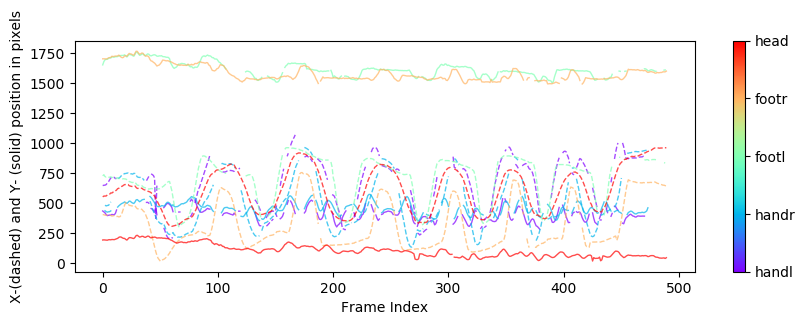 X-(dashed) and Y- (solid) position in pixels
1750
1500
1250
1000
750
500
250
0
0 100 200 300 400 500
Frame Index
head
footr
footl
handr
handl